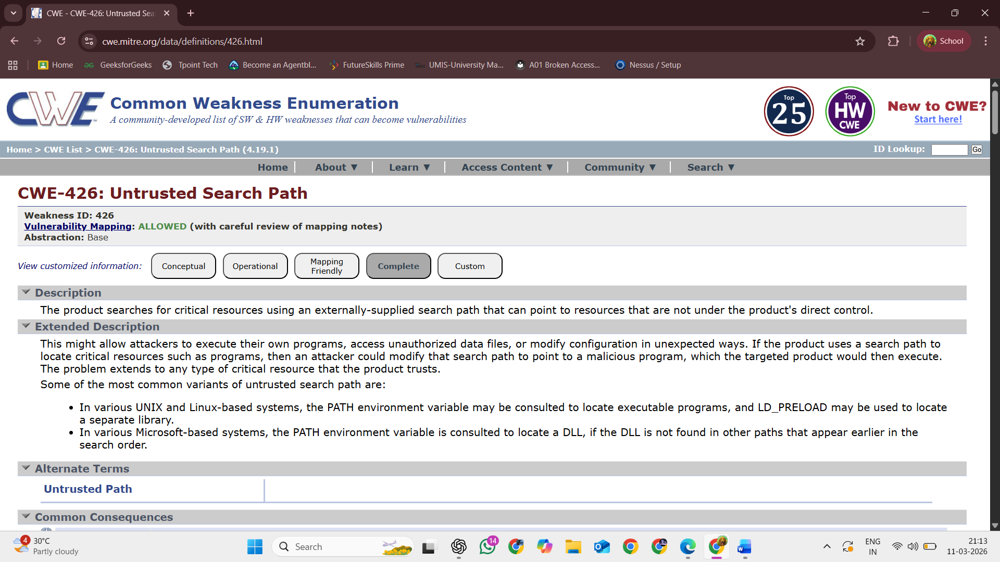 CWE - CWE-426: Untrusted Sea
cwe.mitre.org/data/definitions/426.html
School
Home
GeeksforGeeks
Tpoint Tech
Become an Agentbl...
FutureSkills Prime
UMIS-University Ma...
A01 Broken Access...
Nessus / Setup
CWE
Common Weakness Enumeration
A community-developed list of SW & HW weaknesses that can become vulnerabilities
Top
25
Top
HW
CWE
New to CWE?
Start here!
Home > CWE List > CWE-426: Untrusted Search Path (4.19.1)
ID Lookup:
Go
Home
About ▼
Learn ▼
Access Content ▼
Community ▼
Search ▼
CWE-426: Untrusted Search Path
Weakness ID: 426
Vulnerability Mapping: ALLOWED (with careful review of mapping notes)
Abstraction: Base
View customized information:
Conceptual
Operational
Mapping
Friendly
Complete
Custom
Description
The product searches for critical resources using an externally-supplied search path that can point to resources that are not under the product's direct control.
Extended Description
This might allow attackers to execute their own programs, access unauthorized data files, or modify configuration in unexpected ways. If the product uses a search path to
locate critical resources such as programs, then an attacker could modify that search path to point to a malicious program, which the targeted product would then execute.
The problem extends to any type of critical resource that the product trusts.
Some of the most common variants of untrusted search path are:
• In various UNIX and Linux-based systems, the PATH environment variable may be consulted to locate executable programs, and LD_PRELOAD may be used to locate
a separate library.
• In various Microsoft-based systems, the PATH environment variable is consulted to locate a DLL, if the DLL is not found in other paths that appear earlier in the
search order.
Alternate Terms
Untrusted Path
Common Consequences
4
30°C
Partly cloudy
Search
14
ENG
IN
21:13
11-03-2026